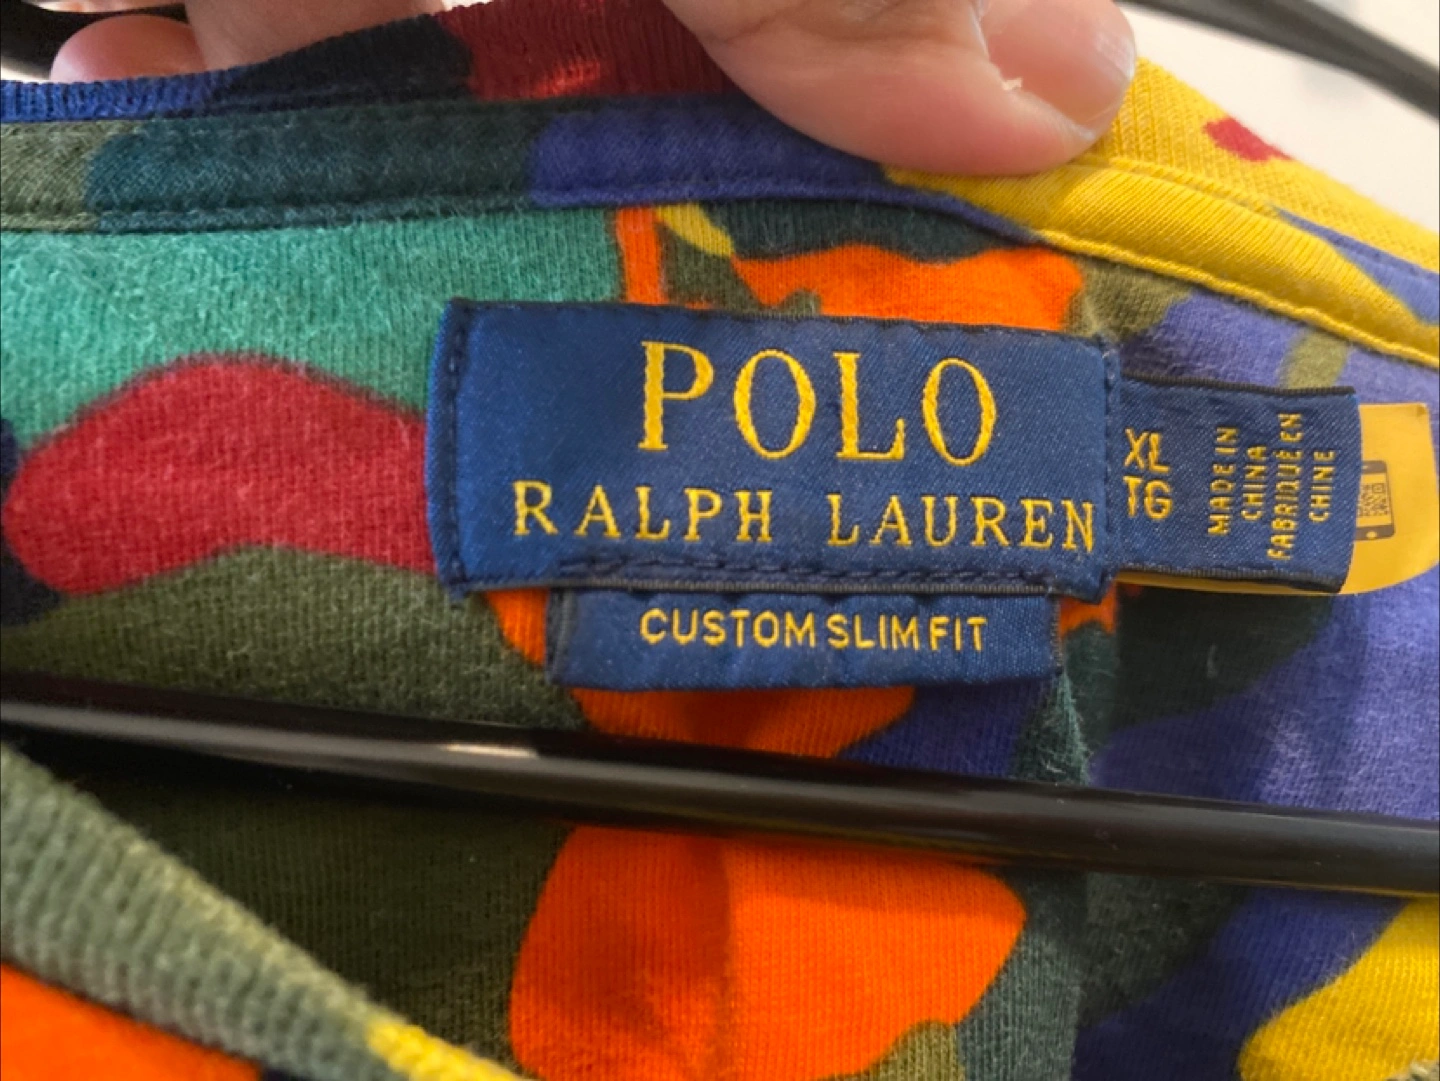 POLO
RALPH LAUREN
CUSTOM SLIM FIT
XL
TG
MADE IN
CHINA
FABRIQUÉ EN
CHINE